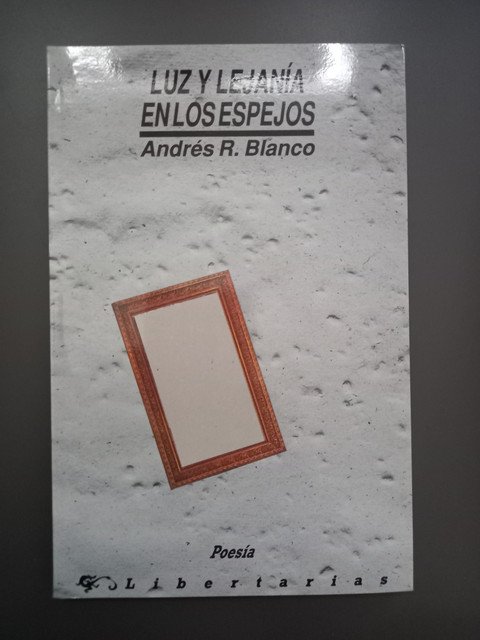 LUZ Y LEJANÍA
EN LOS ESPEJOS
Andrés R. Blanco
Poesía
Libertarias